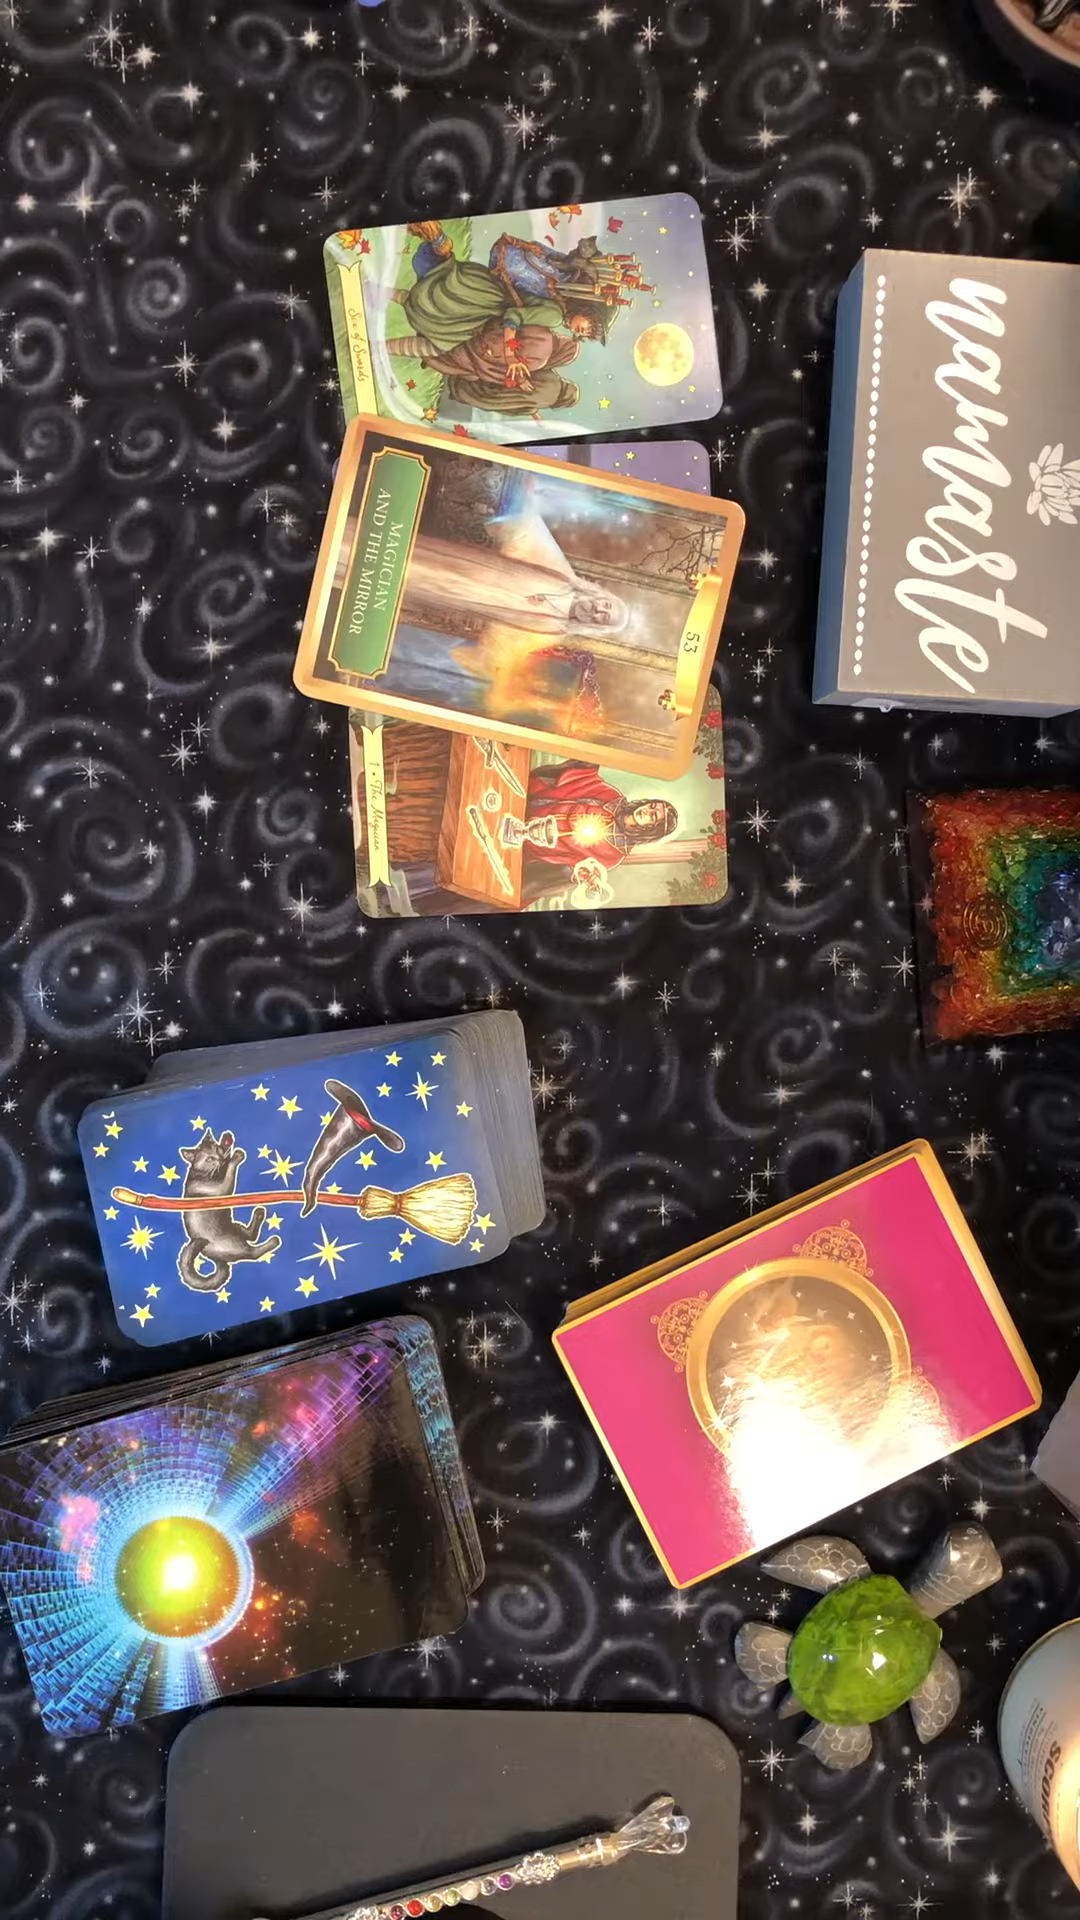 Six of Swords
53
MAGICIAN
AND THE MIRROR
1 • The Magician
namaste